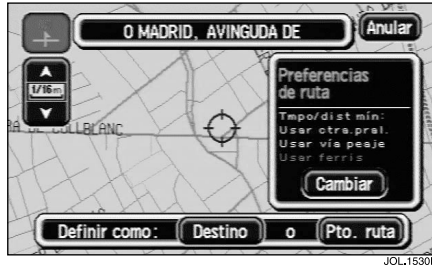 0 MADRID, AVINGUDA DE
Anular
1/16m
DE COLLBLANC
Preferencias
de ruta
Tmpo/dist mín:
Usar ctra.pral.
Usar vía peaje
Usar ferris
Cambiar
Definir como:
Destino
o
Pto. ruta
JOL.1530